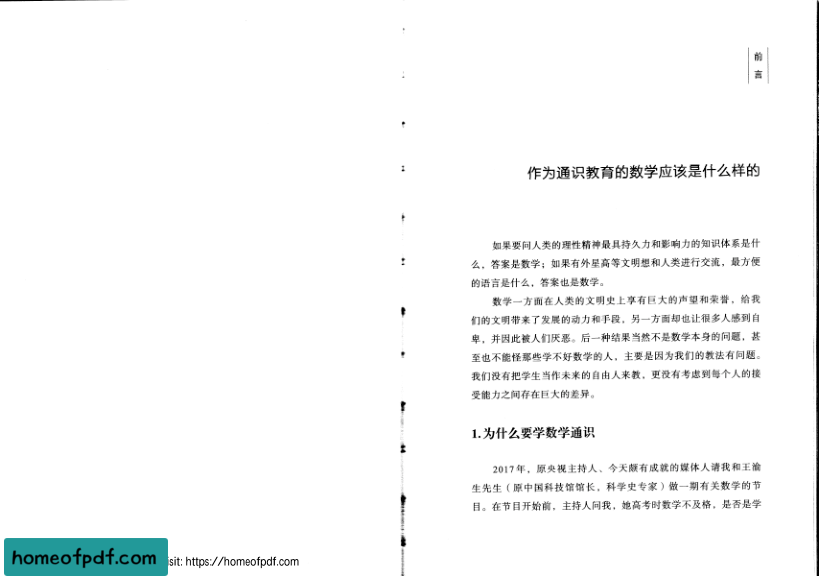 前
言
作为通识教育的数学应该是什么样的
如果要问人类的理性精神最具持久力和影响力的知识体系是什
么，答案是数学；如果有外星高等文明想和人类进行交流，最方便
的语言是什么，答案也是数学。
数学一方面在人类的文明史上享有巨大的声望和荣誉，给我
们的文明带来了发展的动力和手段，另一方面却也让很多人感到自
卑，并因此被人们厌恶。后一种结果当然不是数学本身的问题，甚
至也不能怪那些学不好数学的人，主要是因为我们的教法有问题。
我们没有把学生当作未来的自由人来教，更没有考虑到每个人的接
受能力之间存在巨大的差异。
1.为什么要学数学通识
2017年，原央视主持人、今天颇有成就的媒体人请我和王渝
生先生（原中国科技馆馆长，科学史专家）做一期有关数学的节
目。在节目开始前，主持人问我，她高考时数学不及格，是否是学
homeofpdf.com
isit: https://homeofpdf.com